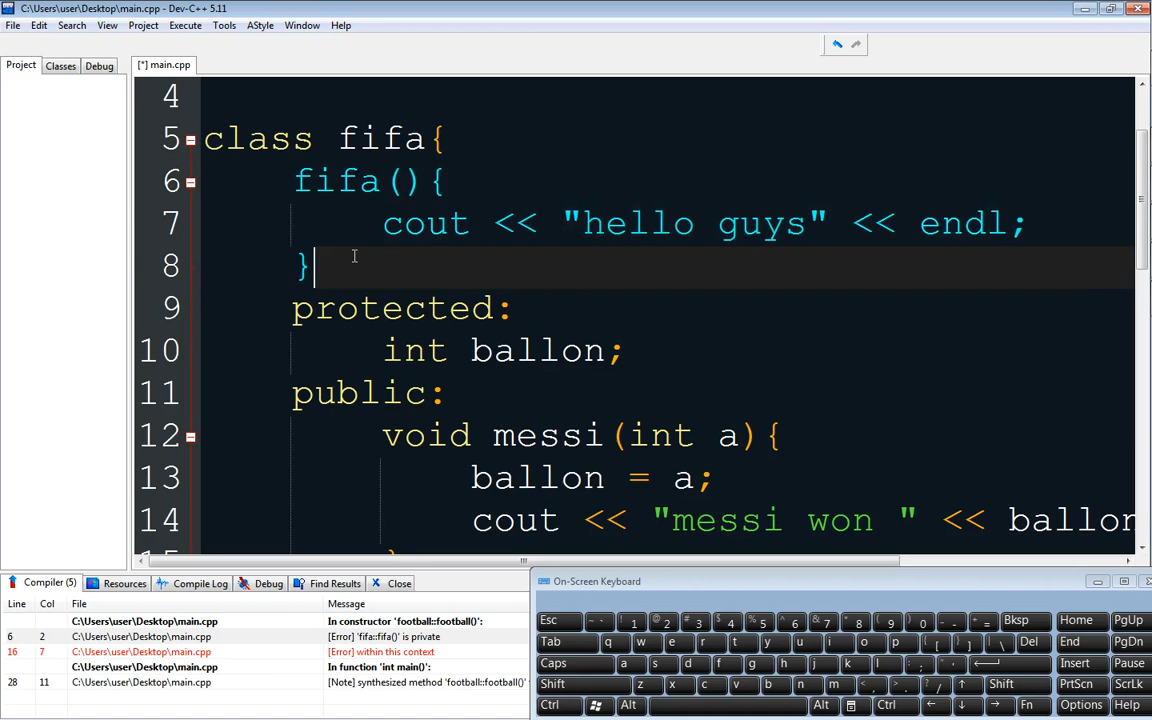 C:\Users\user\Desktop\main.cpp - Dev-C++ 5.11
File Edit Search View Project Execute Tools AStyle Window Help
Project Classes Debug [*] main.cpp
4
5 class fifa{
6 fifa(){
7 cout << "hello guys" << endl;
8 }
9 protected:
10 int ballon;
11 public:
12 void messi(int a){
13 ballon = a;
14 cout << "messi won " << ballon
Compiler (5) Resources Compile Log Debug Find Results Close
Line Col File Message
C:\Users\user\Desktop\main.cpp In constructor 'football::football()':
6 2 C:\Users\user\Desktop\main.cpp [Error] 'fifa::fifa()' is private
16 7 C:\Users\user\Desktop\main.cpp [Error] within this context
C:\Users\user\Desktop\main.cpp In function 'int main()':
28 11 C:\Users\user\Desktop\main.cpp [Note] synthesized method 'football::football()'
On-Screen Keyboard
Esc ~ ` ! 1 @ 2 # 3 $ 4 % 5 ^ 6 & 7 * 8 ( 9 ) 0 _ - + = Bksp Home PgUp
Tab q w e r t y u i o p { [ } ] | \ Del End PgDn
Caps a s d f g h j k l : ; " ' Insert Pause
Shift z x c v b n m < , > . ? / Shift PrtScn ScrLk
Ctrl Alt Alt Ctrl Fn Options Help